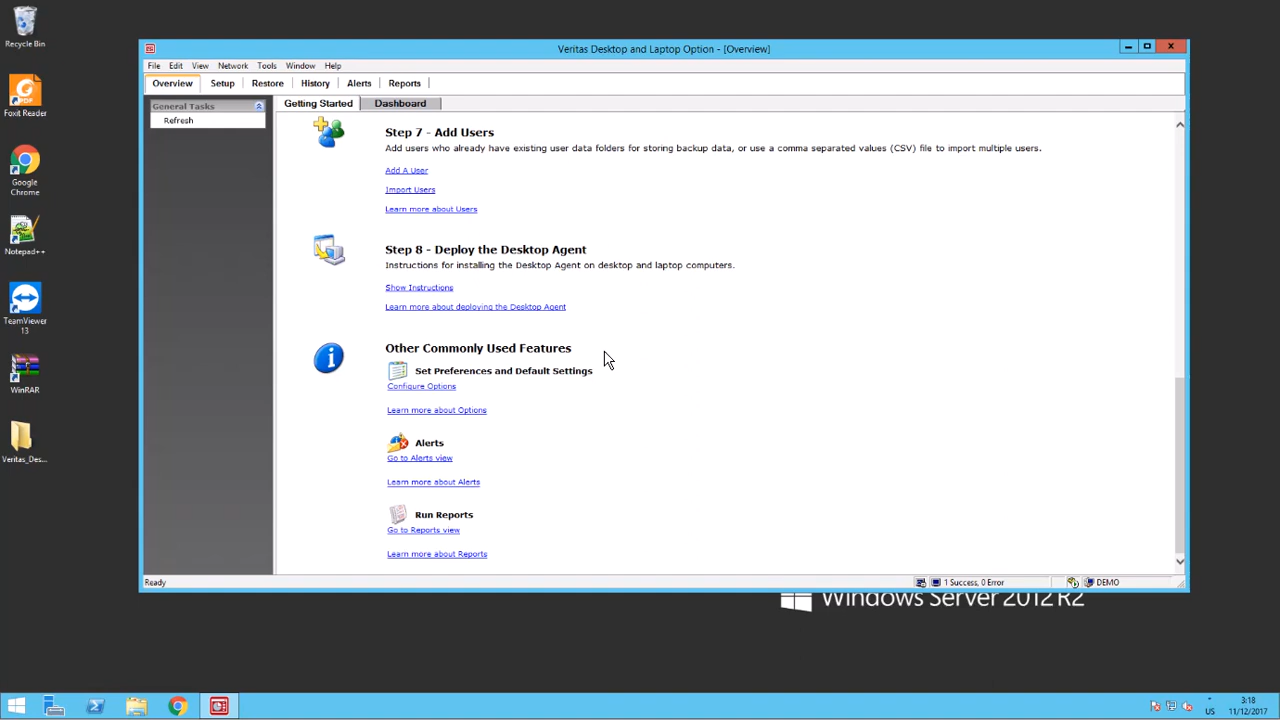 Recycle Bin
Foxit Reader
Google
Chrome
Notepad++
TeamViewer
13
WinRAR
Veritas_Des...
Veritas Desktop and Laptop Option - [Overview]
File Edit View Network Tools Window Help
Overview Setup Restore History Alerts Reports
General Tasks
Refresh
Getting Started Dashboard
Step 7 - Add Users
Add users who already have existing user data folders for storing backup data, or use a comma separated values (CSV) file to import multiple users.
Add A User
Import Users
Learn more about Users
Step 8 - Deploy the Desktop Agent
Instructions for installing the Desktop Agent on desktop and laptop computers.
Show Instructions
Learn more about deploying the Desktop Agent
Other Commonly Used Features
Set Preferences and Default Settings
Configure Options
Learn more about Options
Alerts
Go to Alerts view
Learn more about Alerts
Run Reports
Go to Reports view
Learn more about Reports
Ready
1 Success, 0 Error
DEMO
Windows Server 2012 R2
US
3:18
11/12/2017